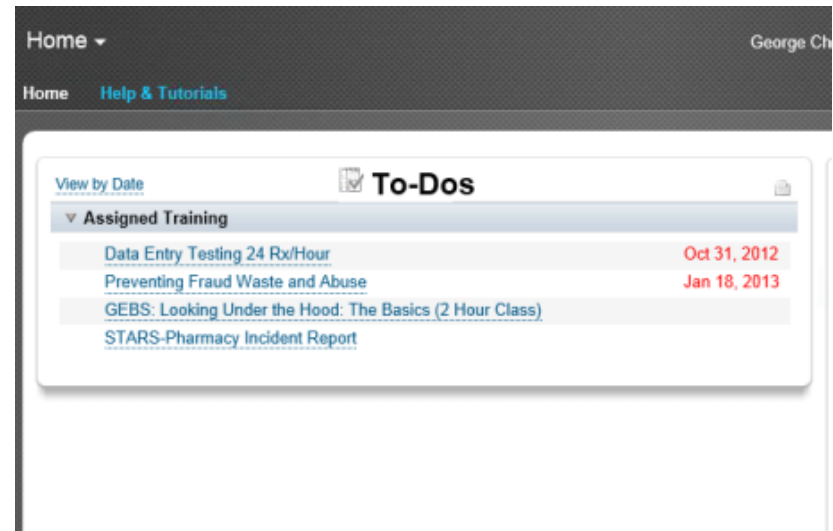 Home
George
Home Help & Tutorials
View by Date
To-Dos
Assigned Training
Data Entry Testing 24 Rx/Hour Oct 31, 2012
Preventing Fraud Waste and Abuse Jan 18, 2013
GEBS: Looking Under the Hood: The Basics (2 Hour Class)
STARS-Pharmacy Incident Report